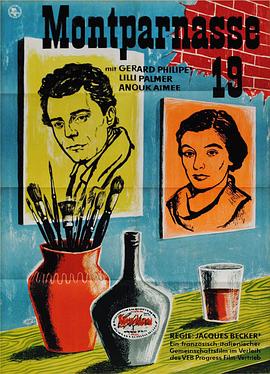 Montparnasse
19
mit GERARD PHILIPE
LILLI PALMER
ANOUK AIMEE
REGIE: JACQUES BECKER
Ein französisch-italienischer
Gemeinschaftsfilm im Verleih
des VEB Progress Film-Vertrieb